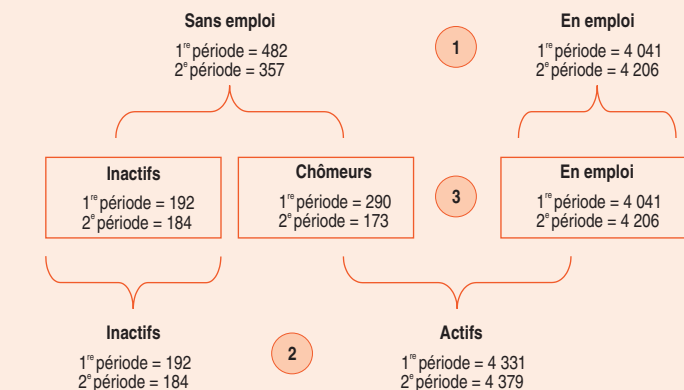 Sans emploi
1re période = 482
2e période = 357
1
En emploi
1re période = 4 041
2e période = 4 206
Inactifs
1re période = 192
2e période = 184
Chômeurs
1re période = 290
2e période = 173
3
En emploi
1re période = 4 041
2e période = 4 206
Inactifs
1re période = 192
2e période = 184
2
Actifs
1re période = 4 331
2e période = 4 379